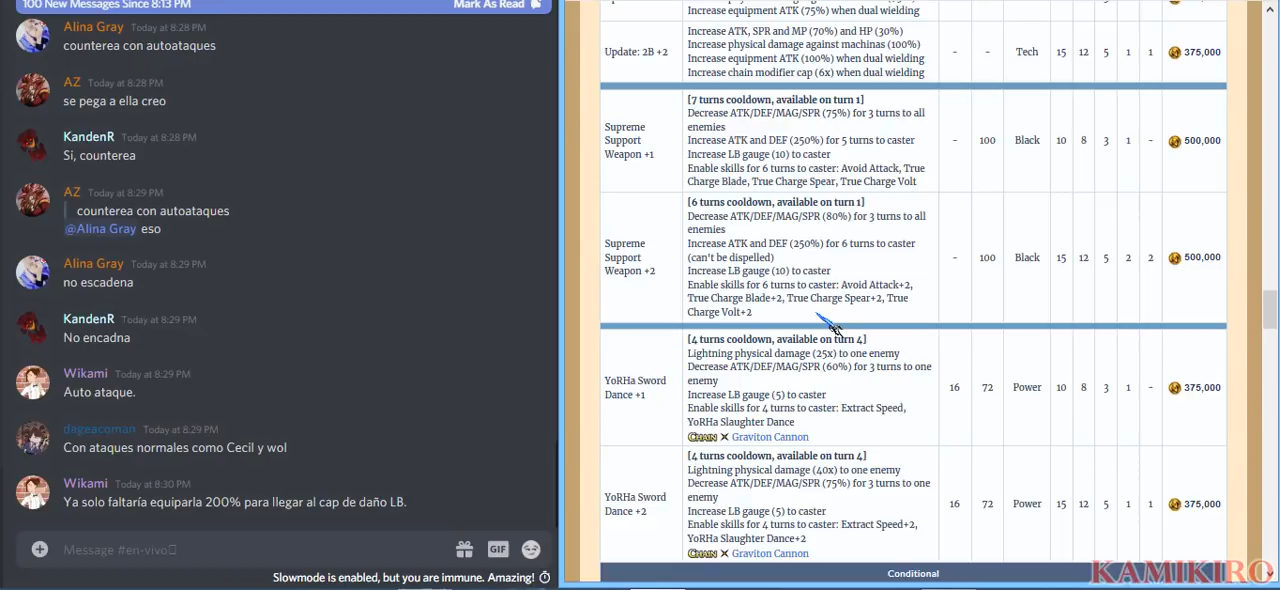 100 New Messages Since 8:13 PM Mark As Read
Alina Gray Today at 8:28 PM
counterea con autoataques
AZ Today at 8:28 PM
se pega a ella creo
KandenR Today at 8:28 PM
Si, counterea
AZ Today at 8:29 PM
counterea con autoataques
@Alina Gray eso
Alina Gray Today at 8:29 PM
no escadena
KandenR Today at 8:29 PM
No encadna
Wikami Today at 8:29 PM
Auto ataque.
dageacoman Today at 8:29 PM
Con ataques normales como Cecil y wol
Wikami Today at 8:30 PM
Ya solo faltaría equiparla 200% para llegar al cap de daño LB.
Message #en-vivo
GIF
Slowmode is enabled, but you are immune. Amazing!
Increase equipment ATK (75%) when dual wielding
Update: 2B +2
Increase ATK, SPR and MP (70%) and HP (30%)
Increase physical damage against machinas (100%)
Increase equipment ATK (100%) when dual wielding
Increase chain modifier cap (6x) when dual wielding
- - Tech 15 12 5 1 1 375,000
Supreme
Support
Weapon +1
[7 turns cooldown, available on turn 1]
Decrease ATK/DEF/MAG/SPR (75%) for 3 turns to all
enemies
Increase ATK and DEF (250%) for 5 turns to caster
Increase LB gauge (10) to caster
Enable skills for 6 turns to caster: Avoid Attack, True
Charge Blade, True Charge Spear, True Charge Volt
- 100 Black 10 8 3 1 - 500,000
Supreme
Support
Weapon +2
[6 turns cooldown, available on turn 1]
Decrease ATK/DEF/MAG/SPR (80%) for 3 turns to all
enemies
Increase ATK and DEF (250%) for 6 turns to caster
(can't be dispelled)
Increase LB gauge (10) to caster
Enable skills for 6 turns to caster: Avoid Attack+2,
True Charge Blade+2, True Charge Spear+2, True
Charge Volt+2
- 100 Black 15 12 5 2 2 500,000
YoRHa Sword
Dance +1
[4 turns cooldown, available on turn 4]
Lightning physical damage (25x) to one enemy
Decrease ATK/DEF/MAG/SPR (60%) for 3 turns to one
enemy
Increase LB gauge (5) to caster
Enable skills for 4 turns to caster: Extract Speed,
YoRHa Slaughter Dance
CHAIN Graviton Cannon
16 72 Power 10 8 3 1 - 375,000
YoRHa Sword
Dance +2
[4 turns cooldown, available on turn 4]
Lightning physical damage (40x) to one enemy
Decrease ATK/DEF/MAG/SPR (75%) for 3 turns to one
enemy
Increase LB gauge (5) to caster
Enable skills for 4 turns to caster: Extract Speed+2,
YoRHa Slaughter Dance+2
CHAIN Graviton Cannon
16 72 Power 15 12 5 1 1 375,000
Conditional
KAMIKIRO